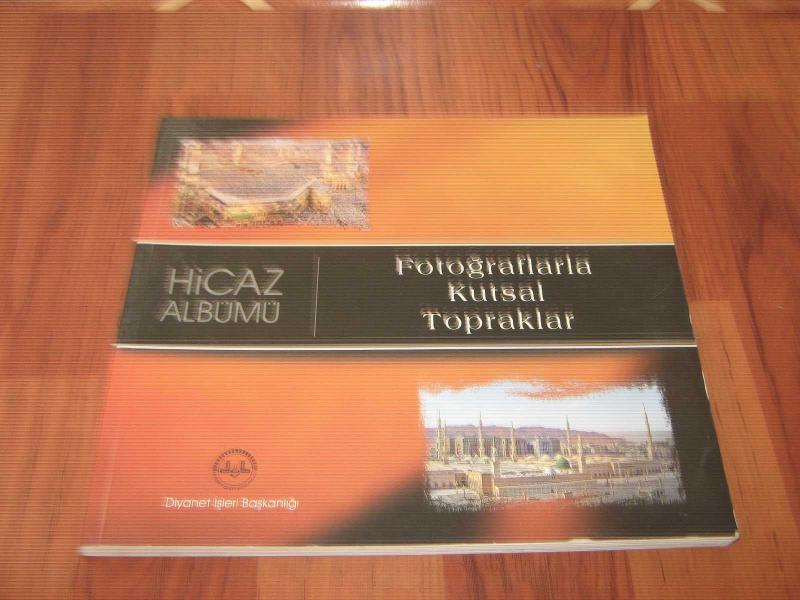 HiCAZ
ALBÜMÜ
Fotoğraflarla
Kutsal
Topraklar
Diyanet İşleri Başkanlığı